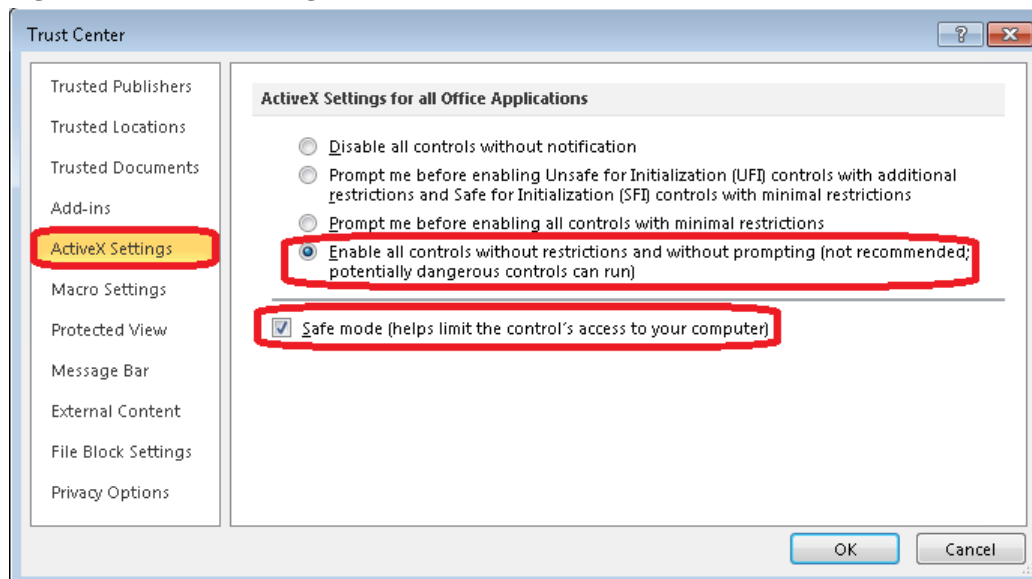 Trust Center
Trusted Publishers
Trusted Locations
Trusted Documents
Add-ins
ActiveX Settings
Macro Settings
Protected View
Message Bar
External Content
File Block Settings
Privacy Options
ActiveX Settings for all Office Applications
Disable all controls without notification
Prompt me before enabling Unsafe for Initialization (UFI) controls with additional
restrictions and Safe for Initialization (SFI) controls with minimal restrictions
Prompt me before enabling all controls with minimal restrictions
Enable all controls without restrictions and without prompting (not recommended;
potentially dangerous controls can run)
Safe mode (helps limit the control's access to your computer)
OK
Cancel